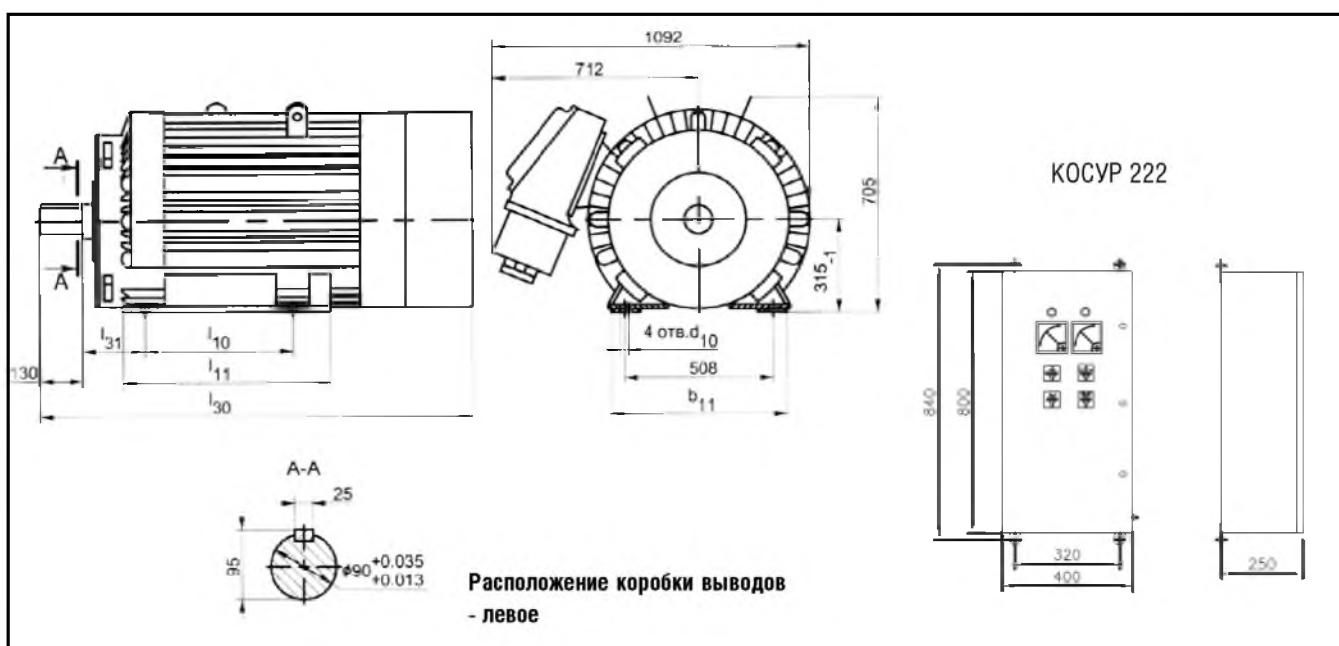 1092
712
A
A
705
315-1
l31
l10
130
l11
l30
4 отв.d10
508
b11
А-А
25
95
ϕ90 +0.035
+0.013
Расположение коробки выводов
- левое
КОСУР 222
840
800
320
400
250